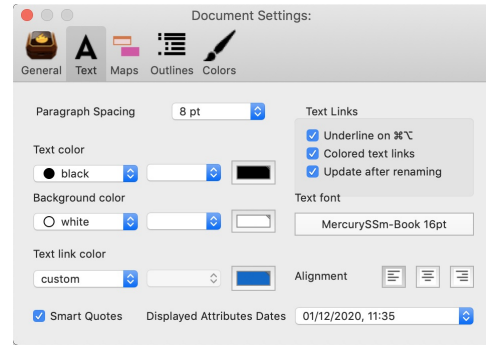 Document Settings:
General Text Maps Outlines Colors
Paragraph Spacing 8 pt Text Links
Underline on ⌘⌥
Text color Colored text links
black Update after renaming
Background color Text font
white MercurySSm-Book 16pt
Text link color
custom Alignment
Smart Quotes Displayed Attributes Dates 01/12/2020, 11:35